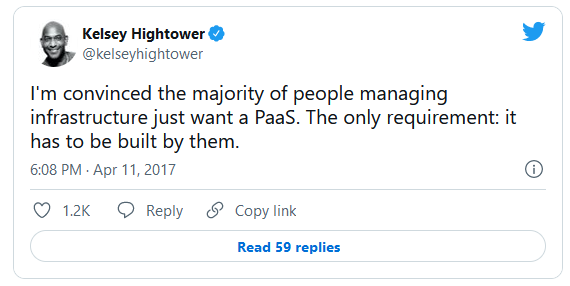 Kelsey Hightower
@kelseyhightower
I'm convinced the majority of people managing
infrastructure just want a PaaS. The only requirement: it
has to be built by them.
6:08 PM · Apr 11, 2017
1.2K Reply Copy link
Read 59 replies